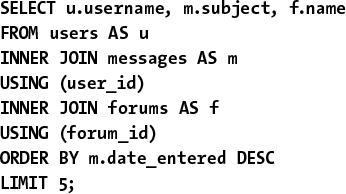 SELECT u.username, m.subject, f.name
FROM users AS u
INNER JOIN messages AS m
USING (user_id)
INNER JOIN forums AS f
USING (forum_id)
ORDER BY m.date_entered DESC
LIMIT 5;